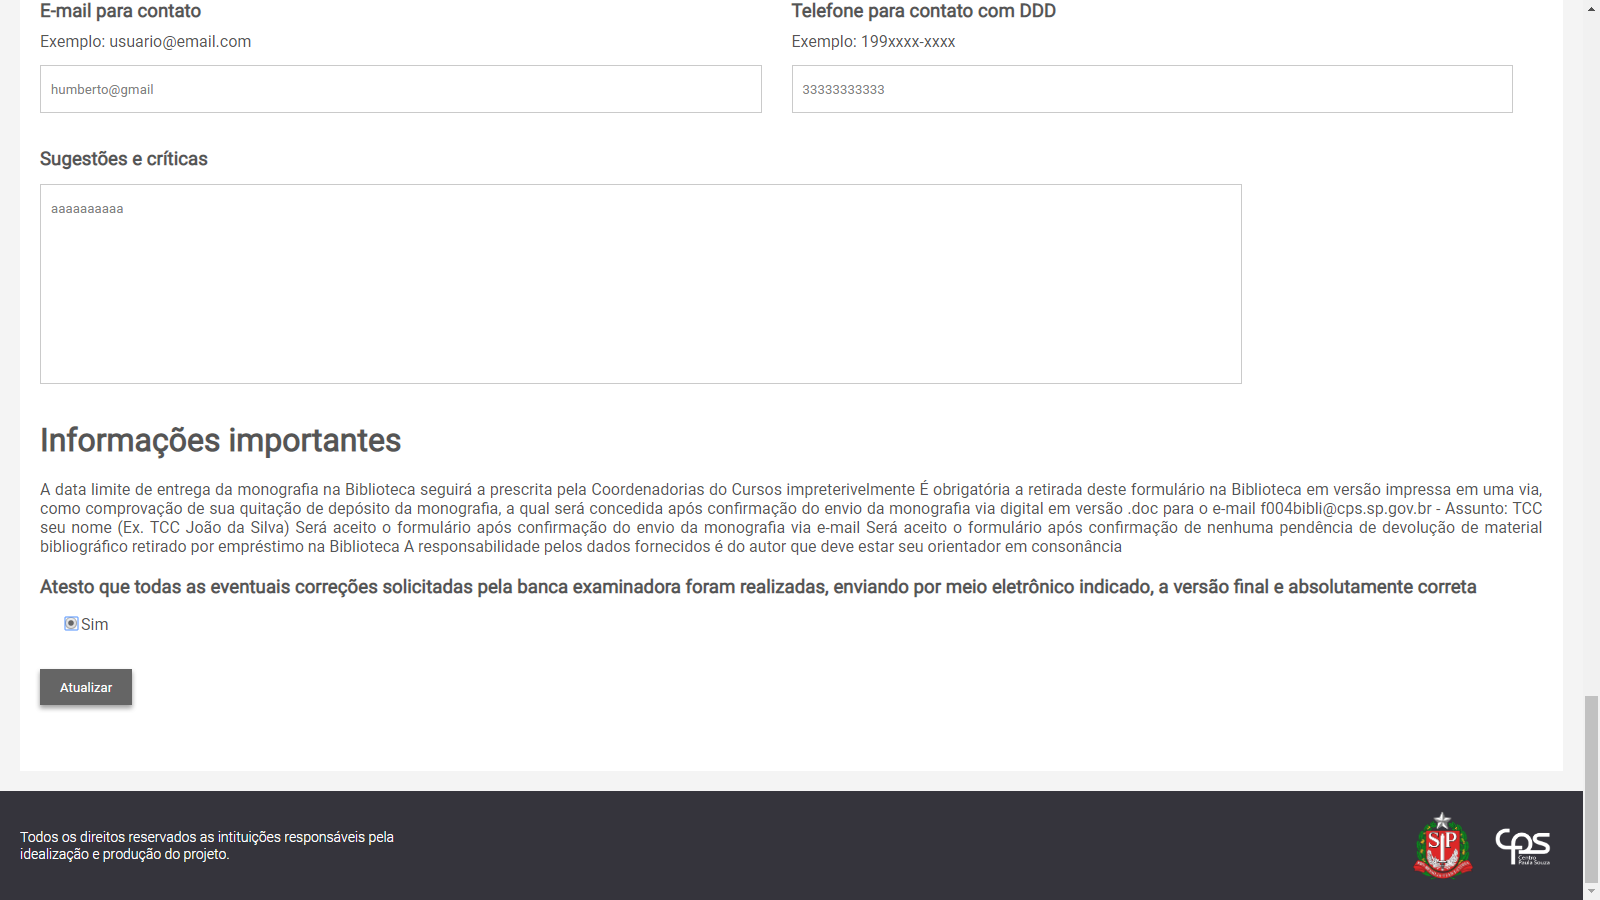 E-mail para contato
Telefone para contato com DDD
Exemplo: usuario@email.com
Exemplo: 199xxxx-xxxx
humberto@gmail
33333333333
Sugestões e críticas
aaaaaaaaaa
Informações importantes
A data limite de entrega da monografia na Biblioteca seguirá a prescrita pela Coordenadorias do Cursos impreterivelmente É obrigatória a retirada deste formulário na Biblioteca em versão impressa em uma via,
como comprovação de sua quitação de depósito da monografia, a qual será concedida após confirmação do envio da monografia via digital em versão .doc para o e-mail f004bibli@cps.sp.gov.br - Assunto: TCC
seu nome (Ex. TCC João da Silva) Será aceito o formulário após confirmação do envio da monografia via e-mail Será aceito o formulário após confirmação de nenhuma pendência de devolução de material
bibliográfico retirado por empréstimo na Biblioteca A responsabilidade pelos dados fornecidos é do autor que deve estar seu orientador em consonância
Atesto que todas as eventuais correções solicitadas pela banca examinadora foram realizadas, enviando por meio eletrônico indicado, a versão final e absolutamente correta
Sim
Atualizar
Todos os direitos reservados as intituições responsáveis pela
idealização e produção do projeto.
SP
cps
Centro
Paula Souza